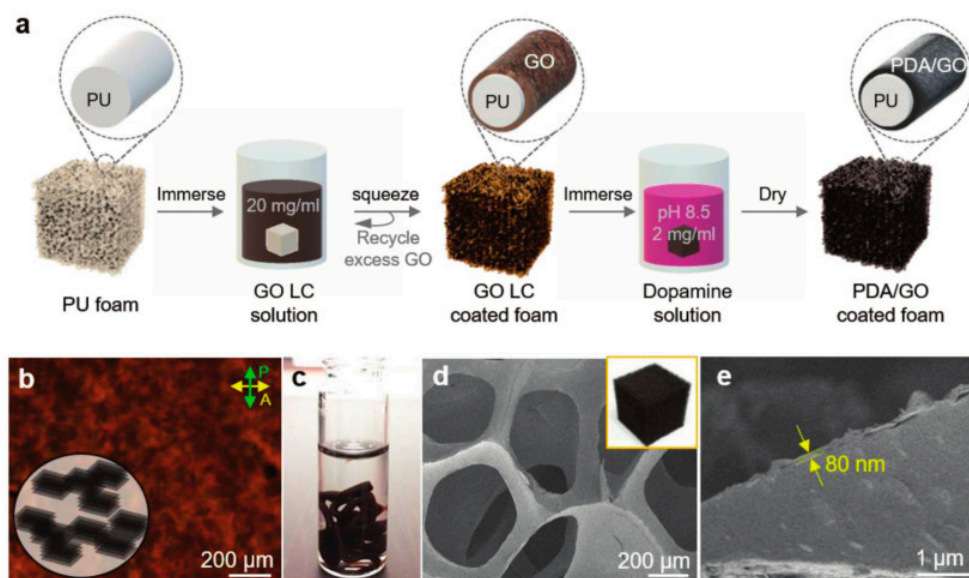 a
PU
GO
PU
PDA/GO
PU
Immerse
20 mg/ml
squeeze
Recycle
excess GO
Immerse
pH 8.5
2 mg/ml
Dry
PU foam
GO LC
solution
GO LC
coated foam
Dopamine
solution
PDA/GO
coated foam
b
P
A
200 μm
c
d
200 μm
e
80 nm
1 μm